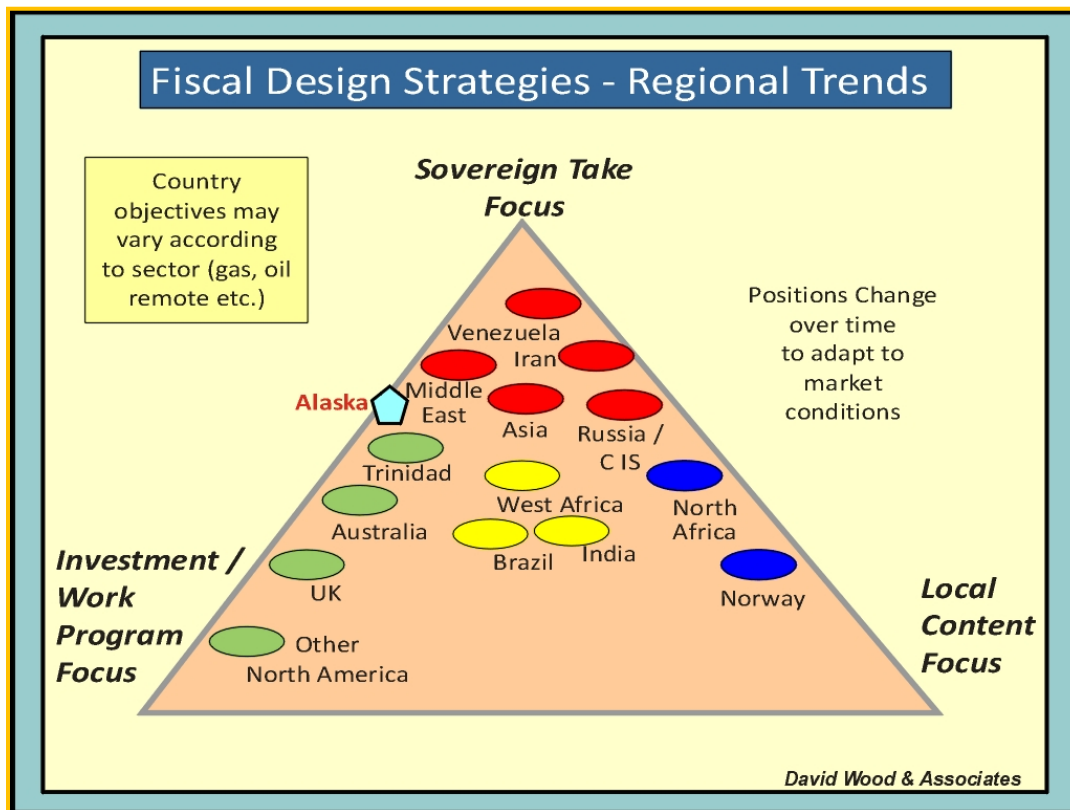 Fiscal Design Strategies - Regional Trends
Country
objectives may
vary according
to sector (gas, oil
remote etc.)
Sovereign Take
Focus
Positions Change
over time
to adapt to
market
conditions
Venezuela
Iran
Alaska
Middle
East
Asia
Russia /
C IS
Trinidad
West Africa
North
Africa
Australia
Brazil
India
UK
Norway
Investment /
Work
Program
Focus
Local
Content
Focus
Other
North America
David Wood & Associates